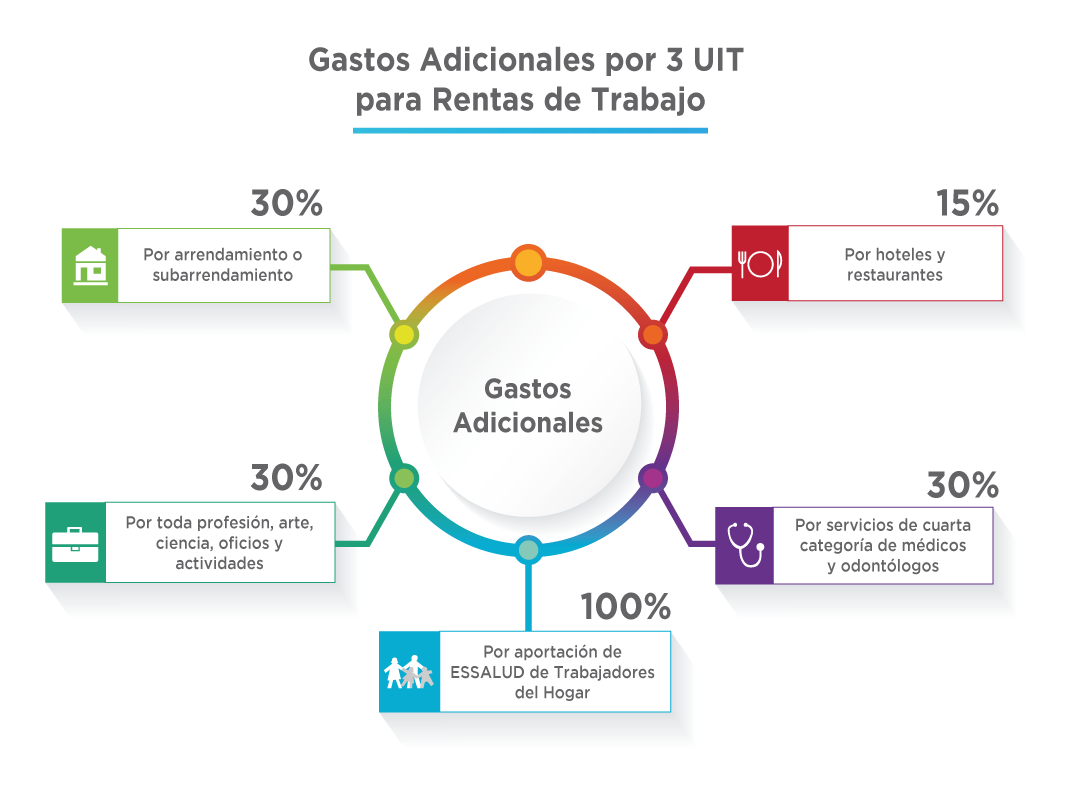 Gastos Adicionales por 3 UIT
para Rentas de Trabajo
30%
Por arrendamiento o
subarrendamiento
15%
Por hoteles y
restaurantes
Gastos
Adicionales
30%
Por toda profesión, arte,
ciencia, oficios y
actividades
30%
Por servicios de cuarta
categoría de médicos
y odontólogos
100%
Por aportación de
ESSALUD de Trabajadores
del Hogar